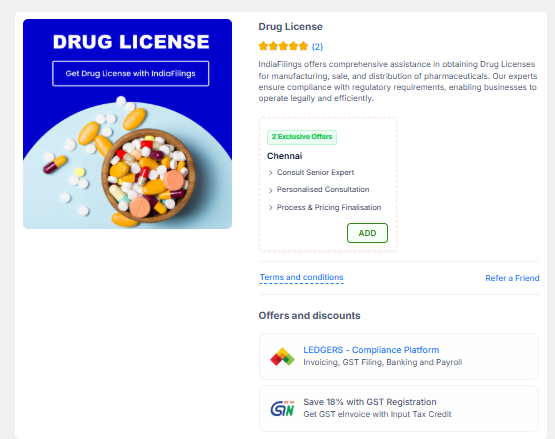 DRUG LICENSE
Get Drug License with IndiaFilings
Drug License
(2)
IndiaFilings offers comprehensive assistance in obtaining Drug Licenses
for manufacturing, sale, and distribution of pharmaceuticals. Our experts
ensure compliance with regulatory requirements, enabling businesses to
operate legally and efficiently.
2 Exclusive Offers
Chennai
Consult Senior Expert
Personalised Consultation
Process & Pricing Finalisation
ADD
Terms and conditions
Refer a Friend
Offers and discounts
LEDGERS - Compliance Platform
Invoicing, GST Filing, Banking and Payroll
Save 18% with GST Registration
Get GST eInvoice with Input Tax Credit